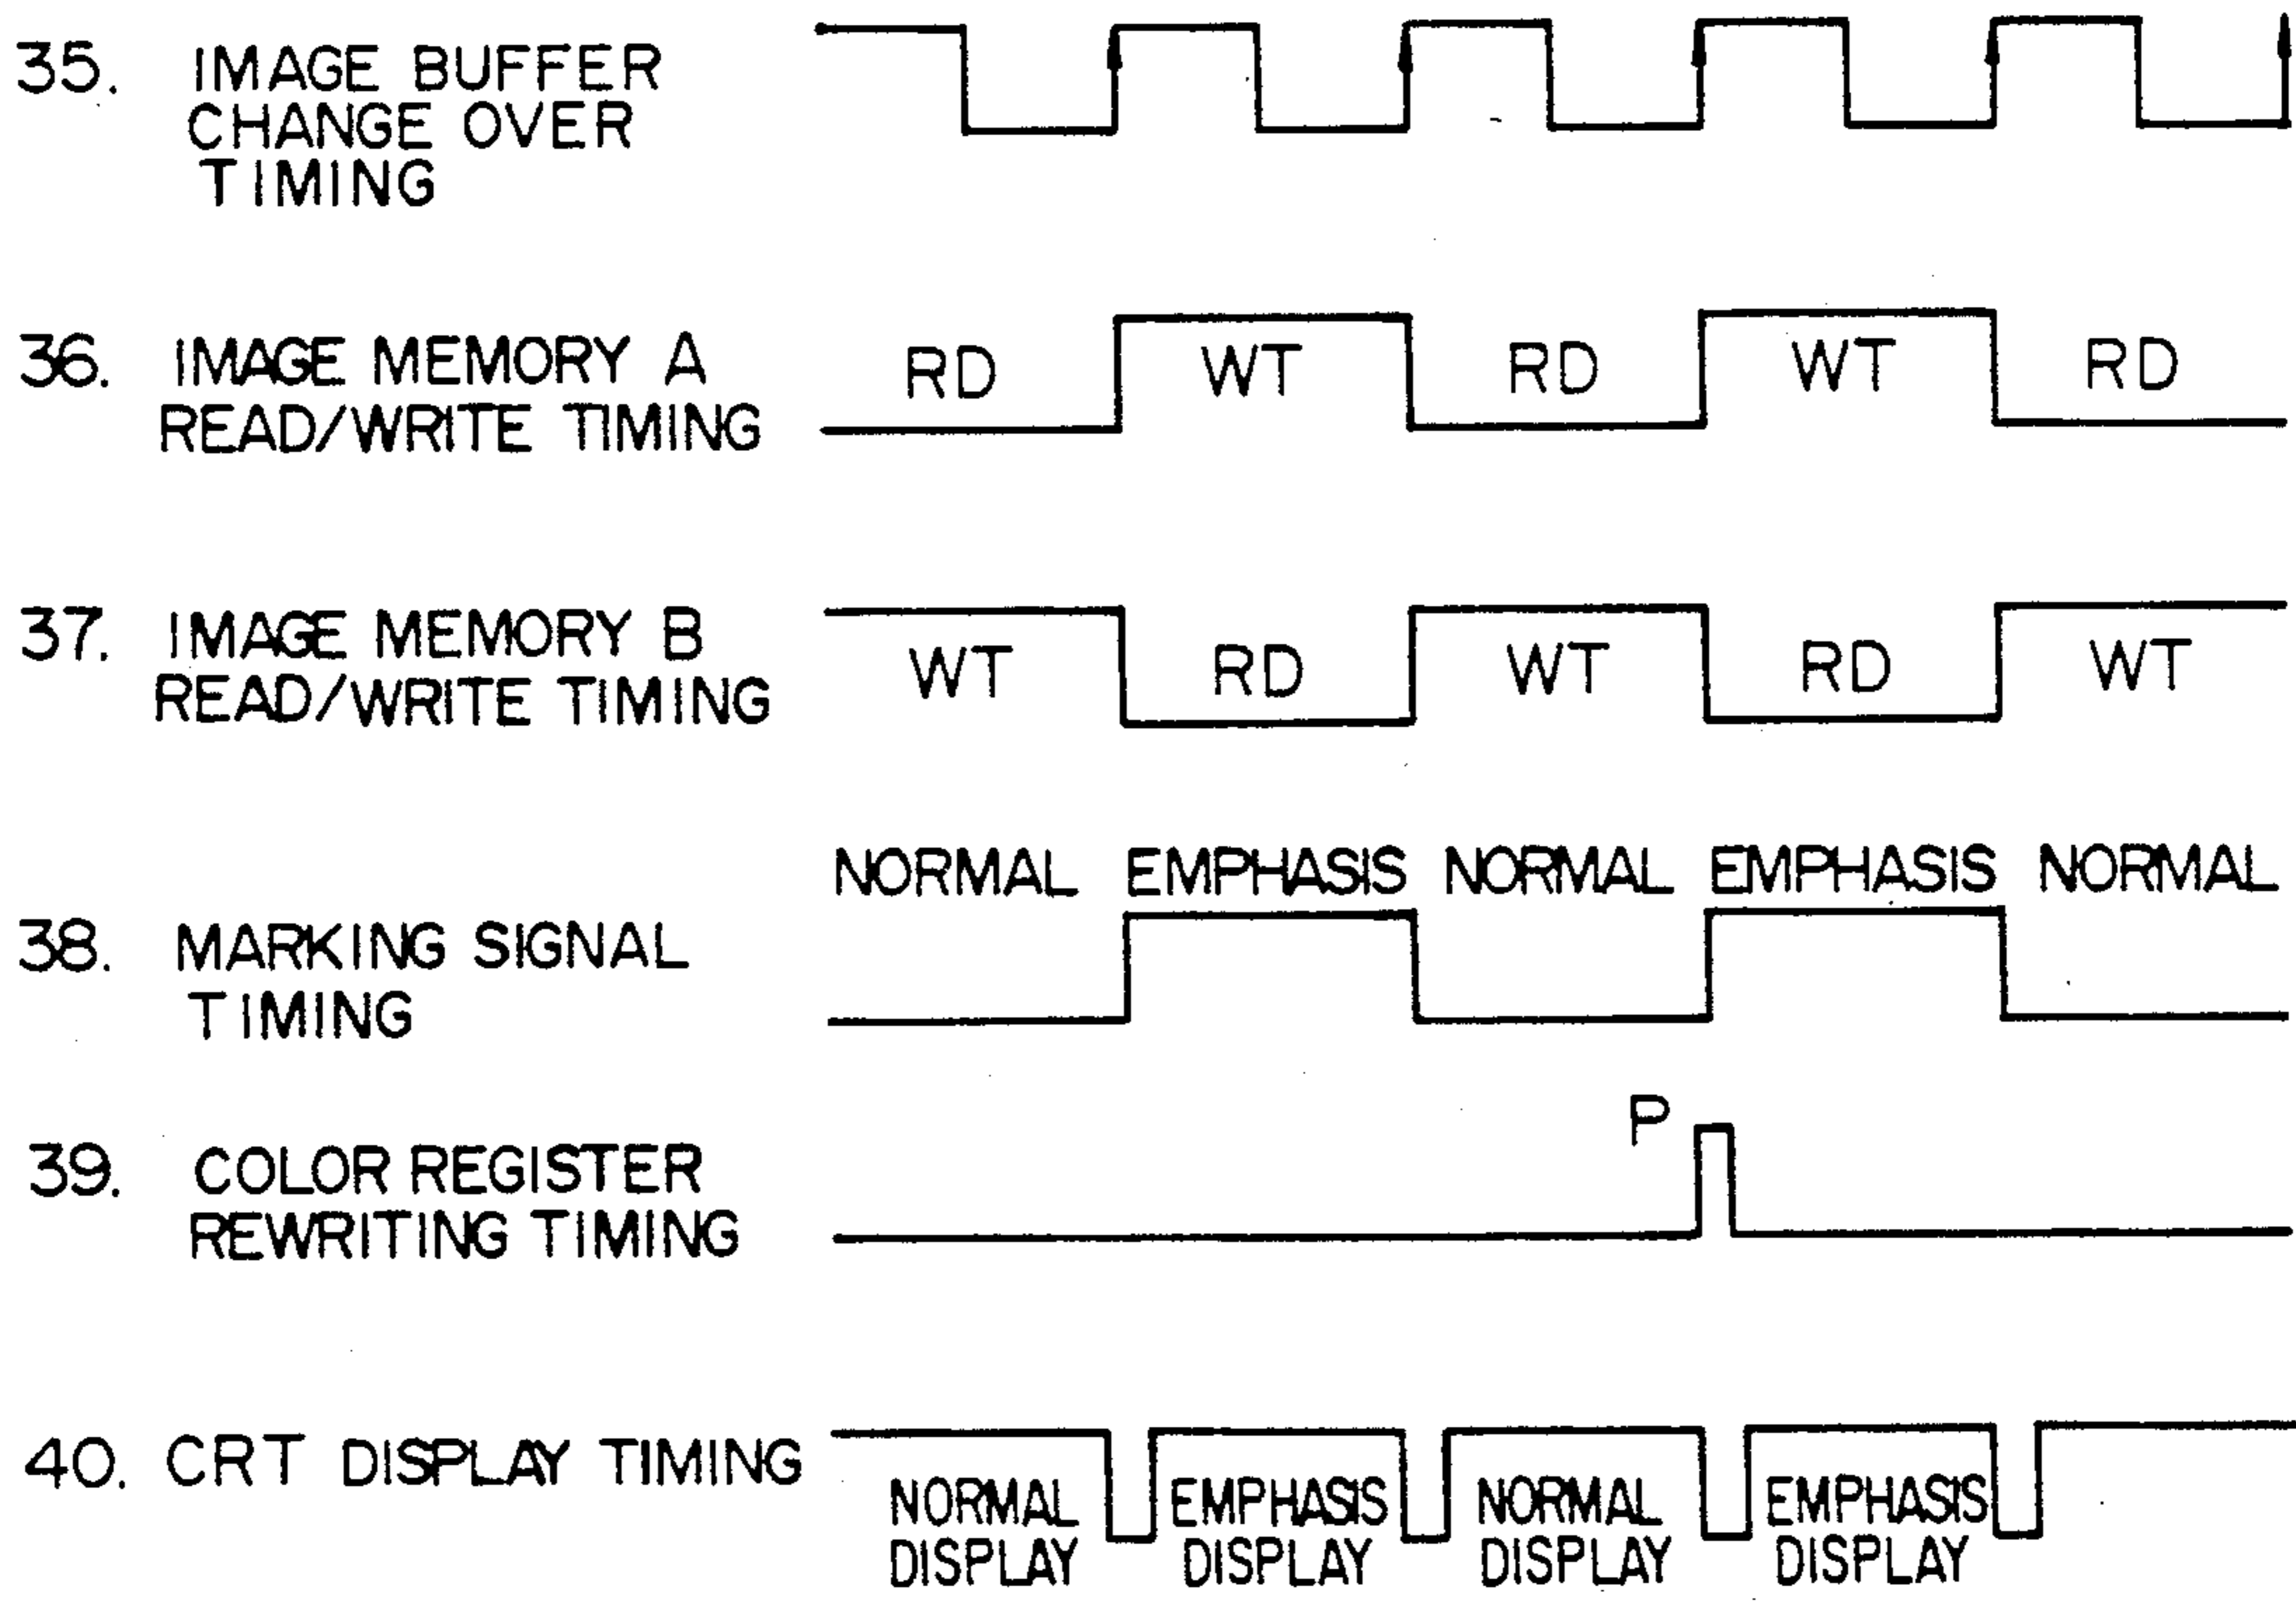 35. IMAGE BUFFER
CHANGE OVER
TIMING
36. IMAGE MEMORY A
READ/WRITE TIMING
RD WT RD WT RD
37. IMAGE MEMORY B
READ/WRITE TIMING
WT RD WT RD WT
NORMAL EMPHASIS NORMAL EMPHASIS NORMAL
38. MARKING SIGNAL
TIMING
P
39. COLOR REGISTER
REWRITING TIMING
40. CRT DISPLAY TIMING
NORMAL EMPHASIS NORMAL EMPHASIS
DISPLAY DISPLAY DISPLAY DISPLAY